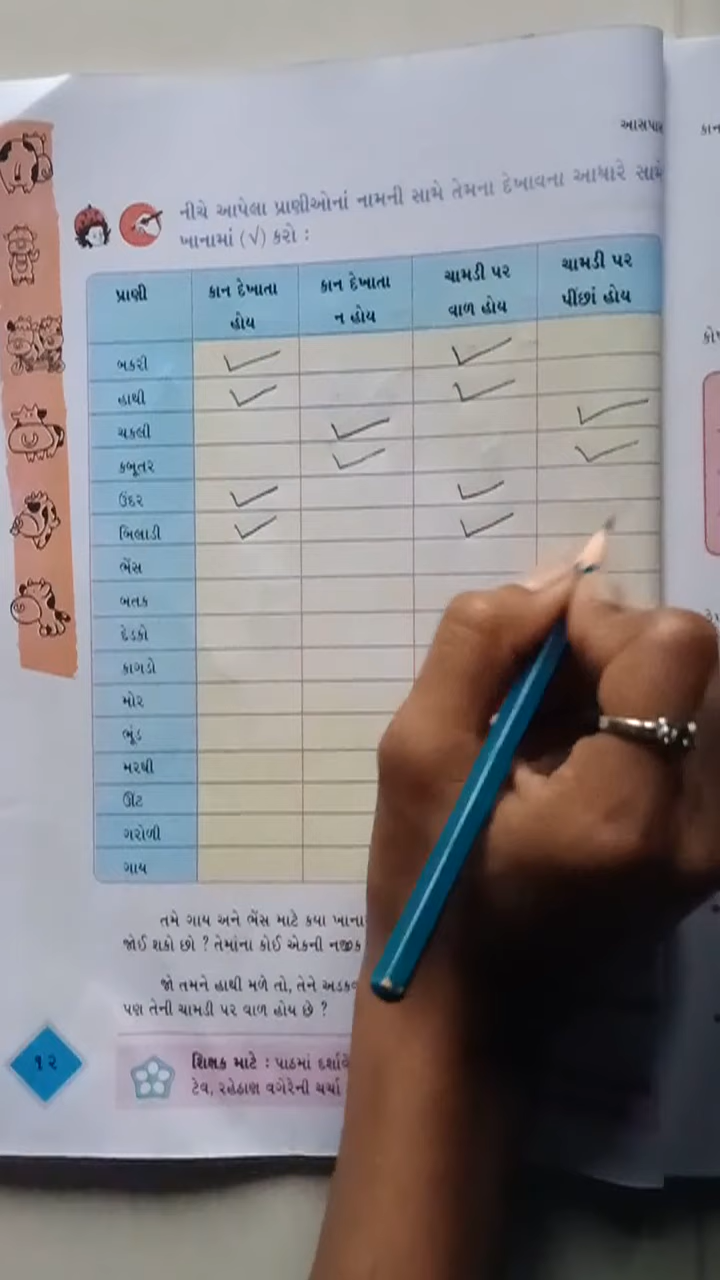 આસપાસ
નીચે આપેલા પ્રાણીઓનાં નામની સામે તેમના દેખાવના આધારે સામે
ખાનામાં (√) કરો :
પ્રાણી
કાન દેખાતા હોય
કાન દેખાતા ન હોય
ચામડી પર વાળ હોય
ચામડી પર પીંછાં હોય
બકરી ✓ ✓
હાથી ✓ ✓
ચકલી ✓ ✓
કબૂતર ✓ ✓
ઉંદર ✓ ✓
બિલાડી ✓ ✓
ભેંસ
બતક
દેડકો
કાગડો
મોર
ભૂંડ
મરઘી
ઊંટ
ગરોળી
ગાય
તમે ગાય અને ભેંસ માટે કયા
જોઈ શકો છો ? તેમાંના કોઈ એકની નજીક
જો તમને હાથી મળે તો, તેને
પણ તેની ચામડી પર વાળ હોય છે ?
૧૨
શિક્ષક માટે : પાઠમાં
ટેવ, રહેઠાણ વગેરેની ચર્ચા